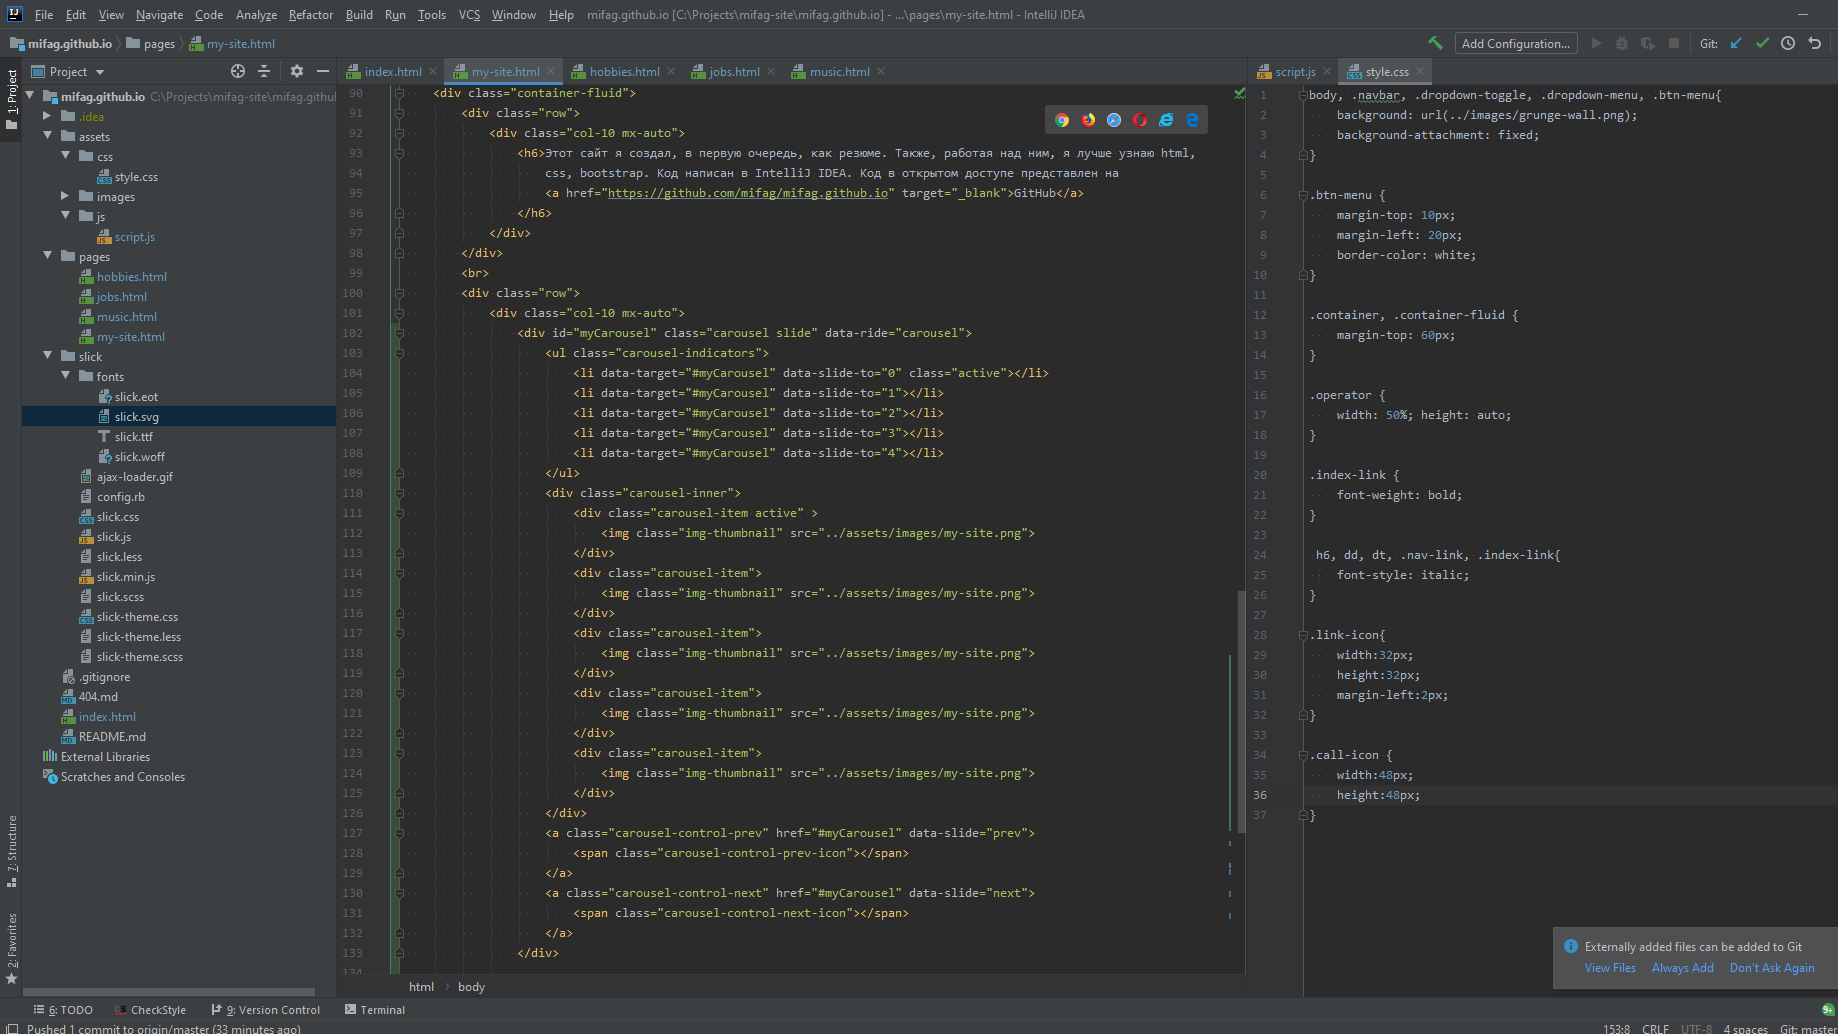 File Edit View Navigate Code Analyze Refactor Build Run Tools VCS Window Help mifag.github.io [C:\Projects\mifag-site\mifag.github.io] - ...\pages\my-site.html - IntelliJ IDEA
mifag.github.io pages my-site.html Add Configuration... Git:
1: Project
Project
mifag.github.io C:\Projects\mifag-site\mifag.githu
.idea
assets
css
style.css
images
js
script.js
pages
hobbies.html
jobs.html
music.html
my-site.html
slick
fonts
slick.eot
slick.svg
slick.ttf
slick.woff
ajax-loader.gif
config.rb
slick.css
slick.js
slick.less
slick.min.js
slick.scss
slick-theme.css
slick-theme.less
slick-theme.scss
.gitignore
404.md
index.html
README.md
External Libraries
Scratches and Consoles
7: Structure
2: Favorites
index.html my-site.html hobbies.html jobs.html music.html
90 <div class="container-fluid">
91 <div class="row">
92 <div class="col-10 mx-auto">
93 <h6>Этот сайт я создал, в первую очередь, как резюме. Также, работая над ним, я лучше узнаю html,
94 css, bootstrap. Код написан в IntelliJ IDEA. Код в открытом доступе представлен на
95 <a href="https://github.com/mifag/mifag.github.io" target="_blank">GitHub</a>
96 </h6>
97 </div>
98 </div>
99 <br>
100 <div class="row">
101 <div class="col-10 mx-auto">
102 <div id="myCarousel" class="carousel slide" data-ride="carousel">
103 <ul class="carousel-indicators">
104 <li data-target="#myCarousel" data-slide-to="0" class="active"></li>
105 <li data-target="#myCarousel" data-slide-to="1"></li>
106 <li data-target="#myCarousel" data-slide-to="2"></li>
107 <li data-target="#myCarousel" data-slide-to="3"></li>
108 <li data-target="#myCarousel" data-slide-to="4"></li>
109 </ul>
110 <div class="carousel-inner">
111 <div class="carousel-item active" >
112 <img class="img-thumbnail" src="../assets/images/my-site.png">
113 </div>
114 <div class="carousel-item">
115 <img class="img-thumbnail" src="../assets/images/my-site.png">
116 </div>
117 <div class="carousel-item">
118 <img class="img-thumbnail" src="../assets/images/my-site.png">
119 </div>
120 <div class="carousel-item">
121 <img class="img-thumbnail" src="../assets/images/my-site.png">
122 </div>
123 <div class="carousel-item">
124 <img class="img-thumbnail" src="../assets/images/my-site.png">
125 </div>
126 </div>
127 <a class="carousel-control-prev" href="#myCarousel" data-slide="prev">
128 <span class="carousel-control-prev-icon"></span>
129 </a>
130 <a class="carousel-control-next" href="#myCarousel" data-slide="next">
131 <span class="carousel-control-next-icon"></span>
132 </a>
133 </div>
134
html body
script.js style.css
1 body, .navbar, .dropdown-toggle, .dropdown-menu, .btn-menu{
2 background: url(../images/grunge-wall.png);
3 background-attachment: fixed;
4 }
5
6 .btn-menu {
7 margin-top: 10px;
8 margin-left: 20px;
9 border-color: white;
10 }
11
12 .container, .container-fluid {
13 margin-top: 60px;
14 }
15
16 .operator {
17 width: 50%; height: auto;
18 }
19
20 .index-link {
21 font-weight: bold;
22 }
23
24 h6, dd, dt, .nav-link, .index-link{
25 font-style: italic;
26 }
27
28 .link-icon{
29 width:32px;
30 height:32px;
31 margin-left:2px;
32 }
33
34 .call-icon {
35 width:48px;
36 height:48px;
37 }
Externally added files can be added to Git
View Files Always Add Don't Ask Again
6: TODO CheckStyle 9: Version Control Terminal 9+
Pushed 1 commit to origin/master (33 minutes ago) 153:8 CRLF UTF-8 4 spaces Git: master